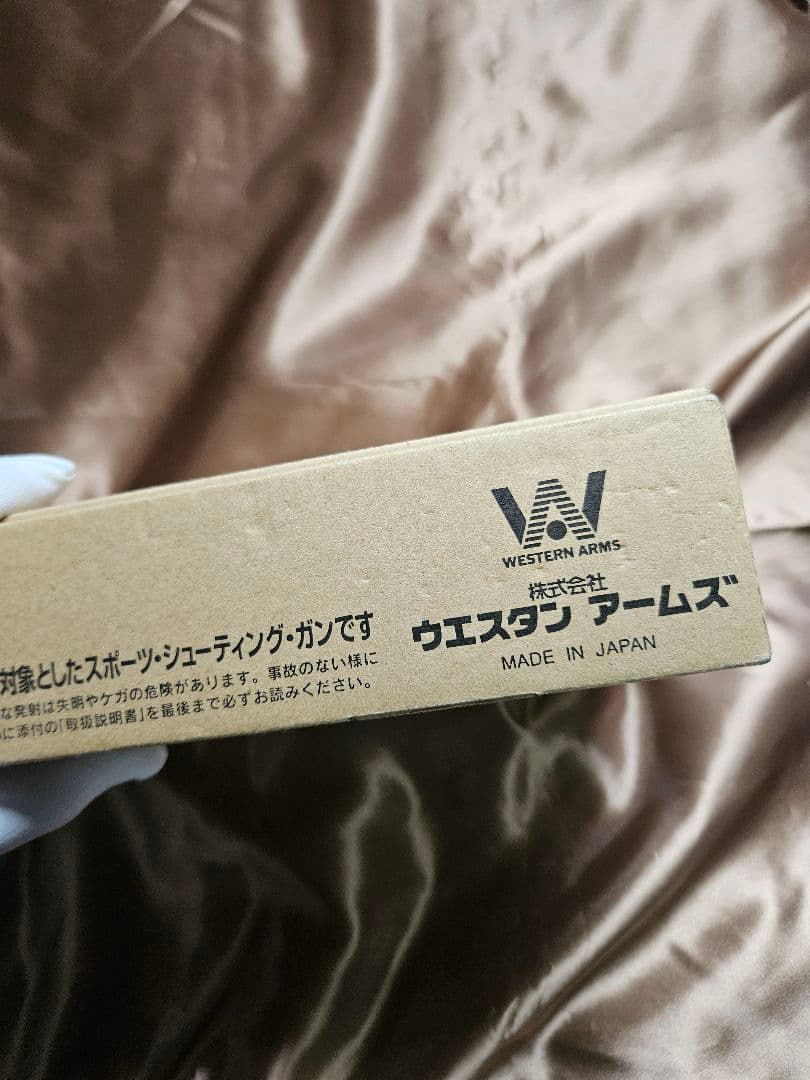 対象としたスポーツ・シューティング・ガンです
な発射は失明やケガの危険があります。事故のない様に
に添付の「取扱説明書」を最後まで必ずお読みください。
WESTERN ARMS
株式会社
ウエスタン アームズ
MADE IN JAPAN